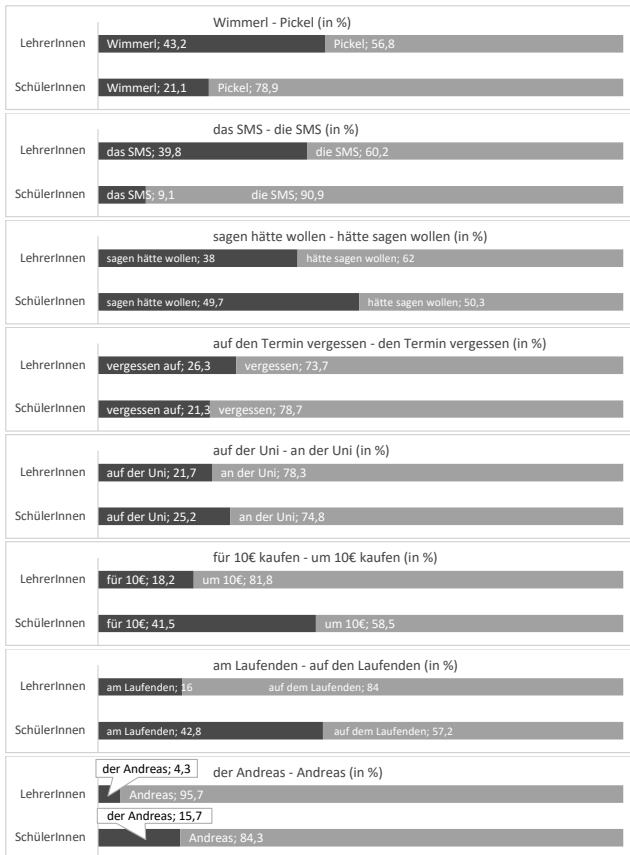 Wimmerl - Pickel (in %)
LehrerInnen Wimmerl; 43,2 Pickel; 56,8
SchülerInnen Wimmerl; 21,1 Pickel; 78,9
das SMS - die SMS (in %)
LehrerInnen das SMS; 39,8 die SMS; 60,2
SchülerInnen das SMS; 9,1 die SMS; 90,9
sagen hätte wollen - hätte sagen wollen (in %)
LehrerInnen sagen hätte wollen; 38 hätte sagen wollen; 62
SchülerInnen sagen hätte wollen; 49,7 hätte sagen wollen; 50,3
auf den Termin vergessen - den Termin vergessen (in %)
LehrerInnen vergessen auf; 26,3 vergessen; 73,7
SchülerInnen vergessen auf; 21,3 vergessen; 78,7
auf der Uni - an der Uni (in %)
LehrerInnen auf der Uni; 21,7 an der Uni; 78,3
SchülerInnen auf der Uni; 25,2 an der Uni; 74,8
für 10€ kaufen - um 10€ kaufen (in %)
LehrerInnen für 10€; 18,2 um 10€; 81,8
SchülerInnen für 10€; 41,5 um 10€; 58,5
am Laufenden - auf den Laufenden (in %)
LehrerInnen am Laufenden; 16 auf dem Laufenden; 84
SchülerInnen am Laufenden; 42,8 auf dem Laufenden; 57,2
der Andreas - Andreas (in %)
der Andreas; 4,3
LehrerInnen Andreas; 95,7
der Andreas; 15,7
SchülerInnen Andreas; 84,3